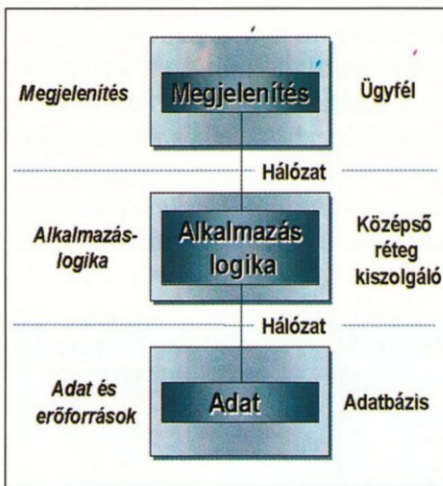 Megjelenítés
Megjelenítés
Ügyfél
Hálózat
Alkalmazás-
logika
Alkalmazás
logika
Középső
réteg
kiszolgáló
Hálózat
Adat és
erőforrások
Adat
Adatbázis